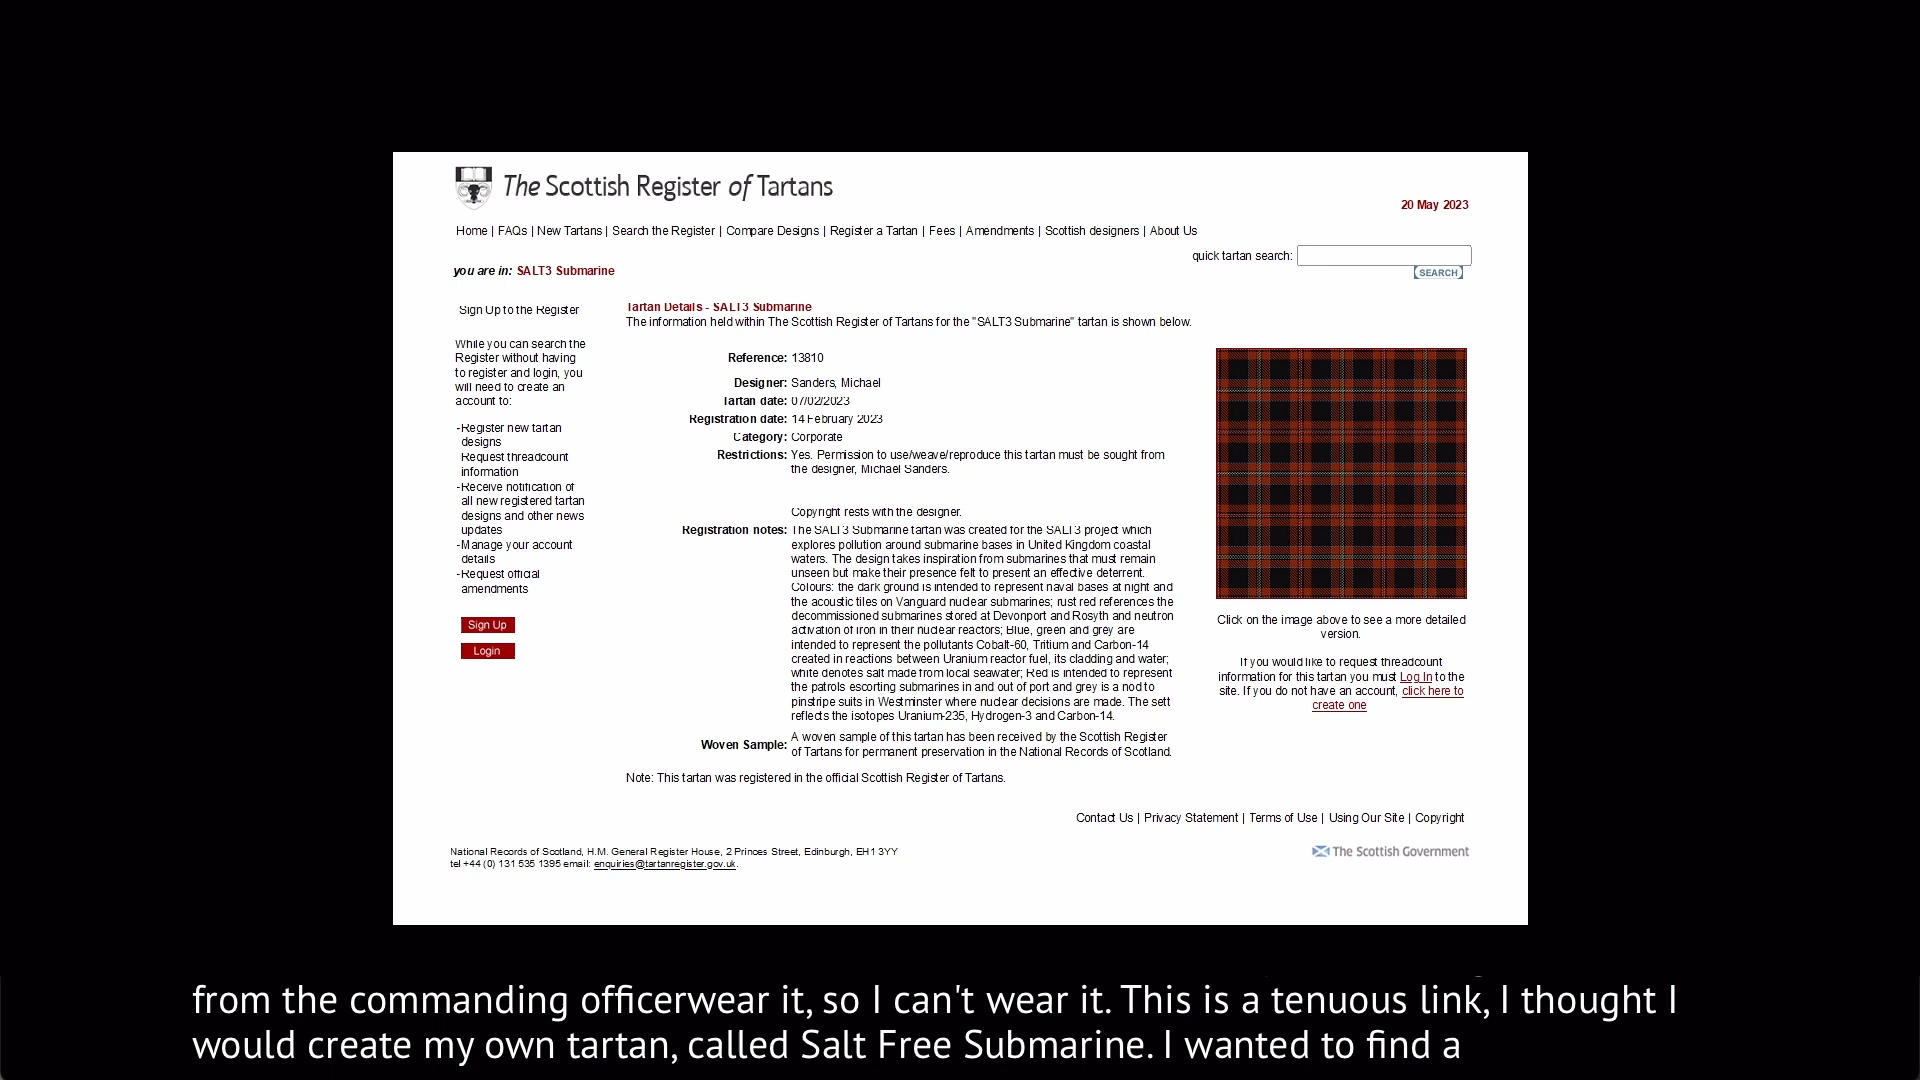 The Scottish Register of Tartans
20 May 2023
Home | FAQs | New Tartans | Search the Register | Compare Designs | Register a Tartan | Fees | Amendments | Scottish designers | About Us
quick tartan search:
SEARCH
you are in: SALT3 Submarine
Sign Up to the Register
While you can search the
Register without having
to register and login, you
will need to create an
account to:
-Register new tartan
designs
Request threadcount
information
-Receive notification of
all new registered tartan
designs and other news
updates
-Manage your account
details
-Request official
amendments
Sign Up
Login
Tartan Details - SALT3 Submarine
The information held within The Scottish Register of Tartans for the "SALT3 Submarine" tartan is shown below.
Reference: 13810
Designer: Sanders, Michael
Tartan date: 07/02/2023
Registration date: 14 February 2023
Category: Corporate
Restrictions: Yes. Permission to use/weave/reproduce this tartan must be sought from
the designer, Michael Sanders.
Copyright rests with the designer.
Registration notes: The SALT3 Submarine tartan was created for the SALT3 project which
explores pollution around submarine bases in United Kingdom coastal
waters. The design takes inspiration from submarines that must remain
unseen but make their presence felt to present an effective deterrent.
Colours: the dark ground is intended to represent naval bases at night and
the acoustic tiles on Vanguard nuclear submarines; rust red references the
decommissioned submarines stored at Devonport and Rosyth and neutron
activation of iron in their nuclear reactors; Blue, green and grey are
intended to represent the pollutants Cobalt-60, Tritium and Carbon-14
created in reactions between Uranium reactor fuel, its cladding and water;
white denotes salt made from local seawater; Red is intended to represent
the patrols escorting submarines in and out of port and grey is a nod to
pinstripe suits in Westminster where nuclear decisions are made. The sett
reflects the isotopes Uranium-235, Hydrogen-3 and Carbon-14.
Woven Sample: A woven sample of this tartan has been received by the Scottish Register
of Tartans for permanent preservation in the National Records of Scotland.
Note: This tartan was registered in the official Scottish Register of Tartans.
Click on the image above to see a more detailed
version.
If you would like to request threadcount
information for this tartan you must Log In to the
site. If you do not have an account, click here to
create one
Contact Us | Privacy Statement | Terms of Use | Using Our Site | Copyright
National Records of Scotland, H.M. General Register House, 2 Princes Street, Edinburgh, EH1 3YY
tel +44 (0) 131 535 1395 email: enquiries@tartanregister.gov.uk.
The Scottish Government
from the commanding officerwear it, so I can't wear it. This is a tenuous link, I thought I
would create my own tartan, called Salt Free Submarine. I wanted to find a